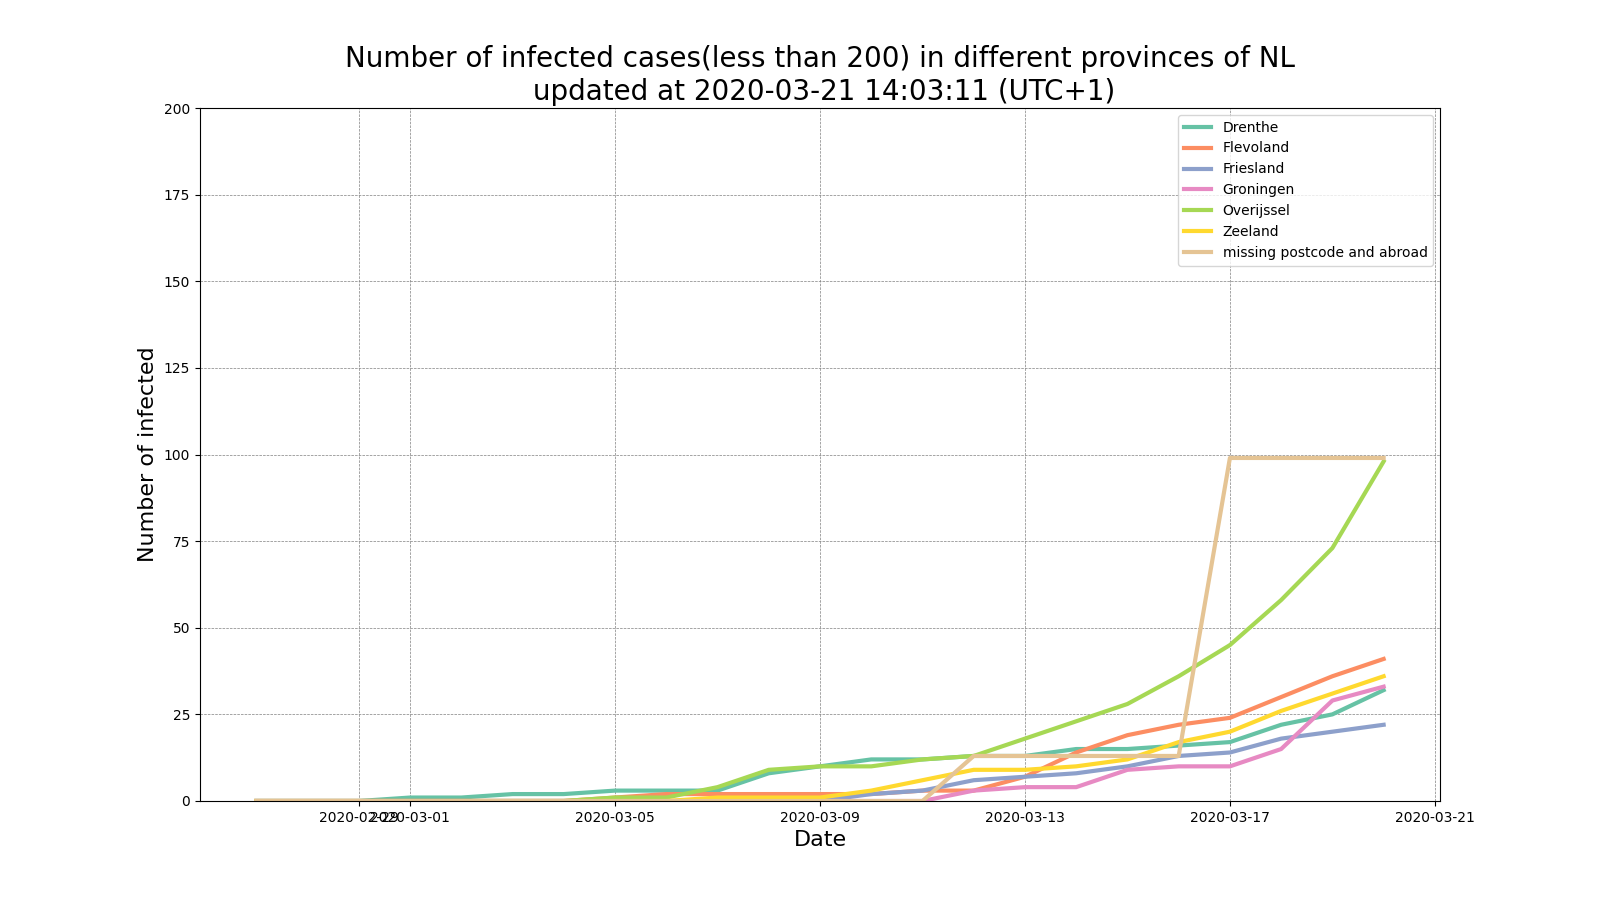 Number of infected cases(less than 200) in different provinces of NL
updated at 2020-03-21 14:03:11 (UTC+1)
200
175
150
125
100
75
50
25
0
Number of infected
Drenthe
Flevoland
Friesland
Groningen
Overijssel
Zeeland
missing postcode and abroad
2020-02-29
2020-03-01
2020-03-05
2020-03-09
2020-03-13
2020-03-17
2020-03-21
Date